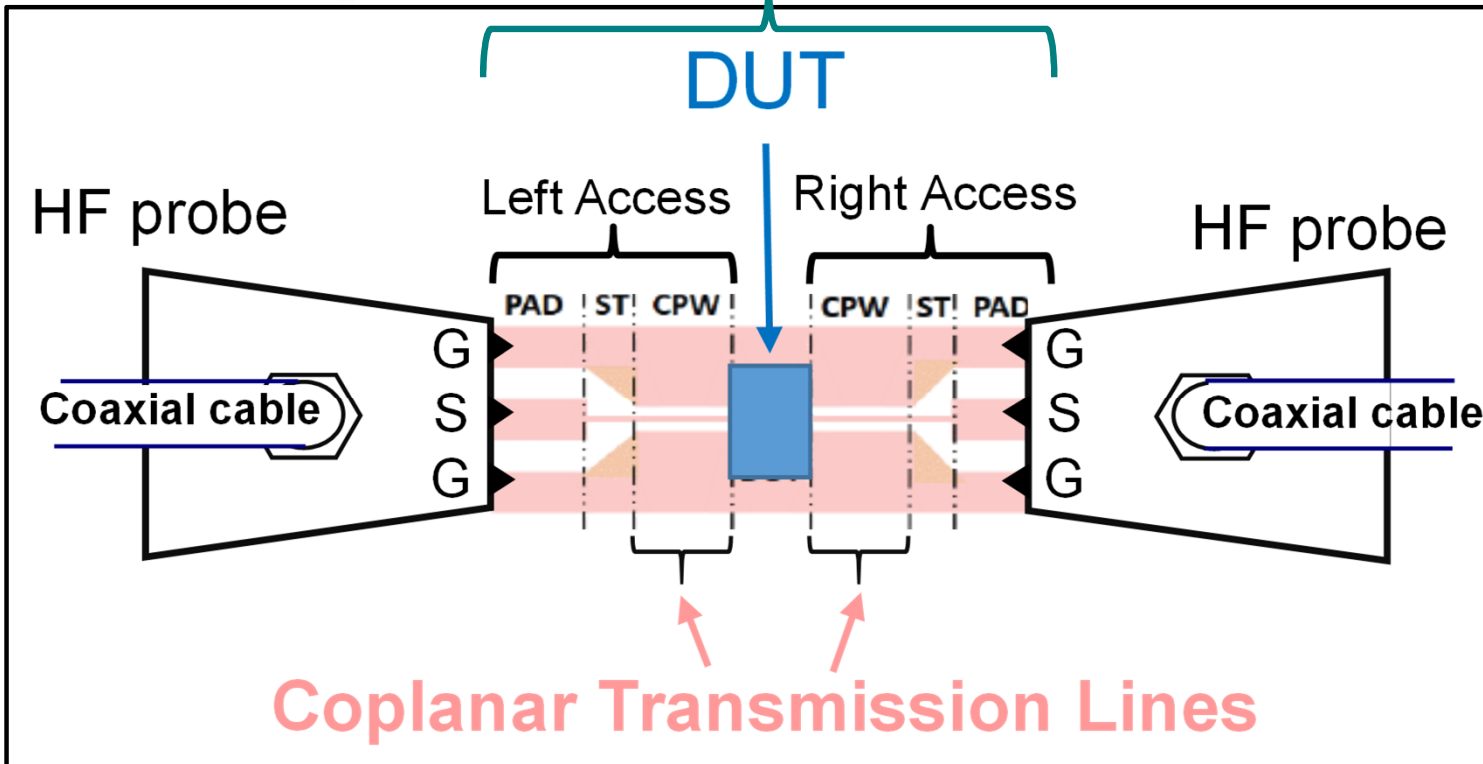 DUT
Left Access
Right Access
HF probe
HF probe
PAD ST CPW
CPW ST PAD
G
G
Coaxial cable
S
S
Coaxial cable
G
G
Coplanar Transmission Lines